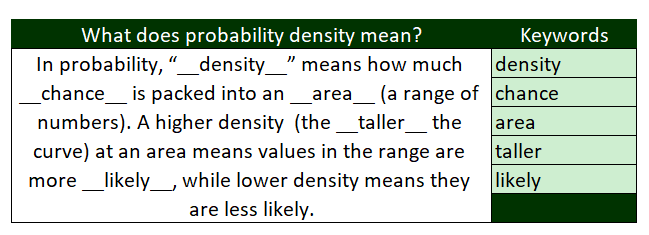 What does probability density mean? Keywords
In probability, “__density__” means how much density
__chance__ is packed into an __area__ (a range of chance
numbers). A higher density (the __taller__ the area
curve) at an area means values in the range are taller
more __likely__, while lower density means they likely
are less likely.